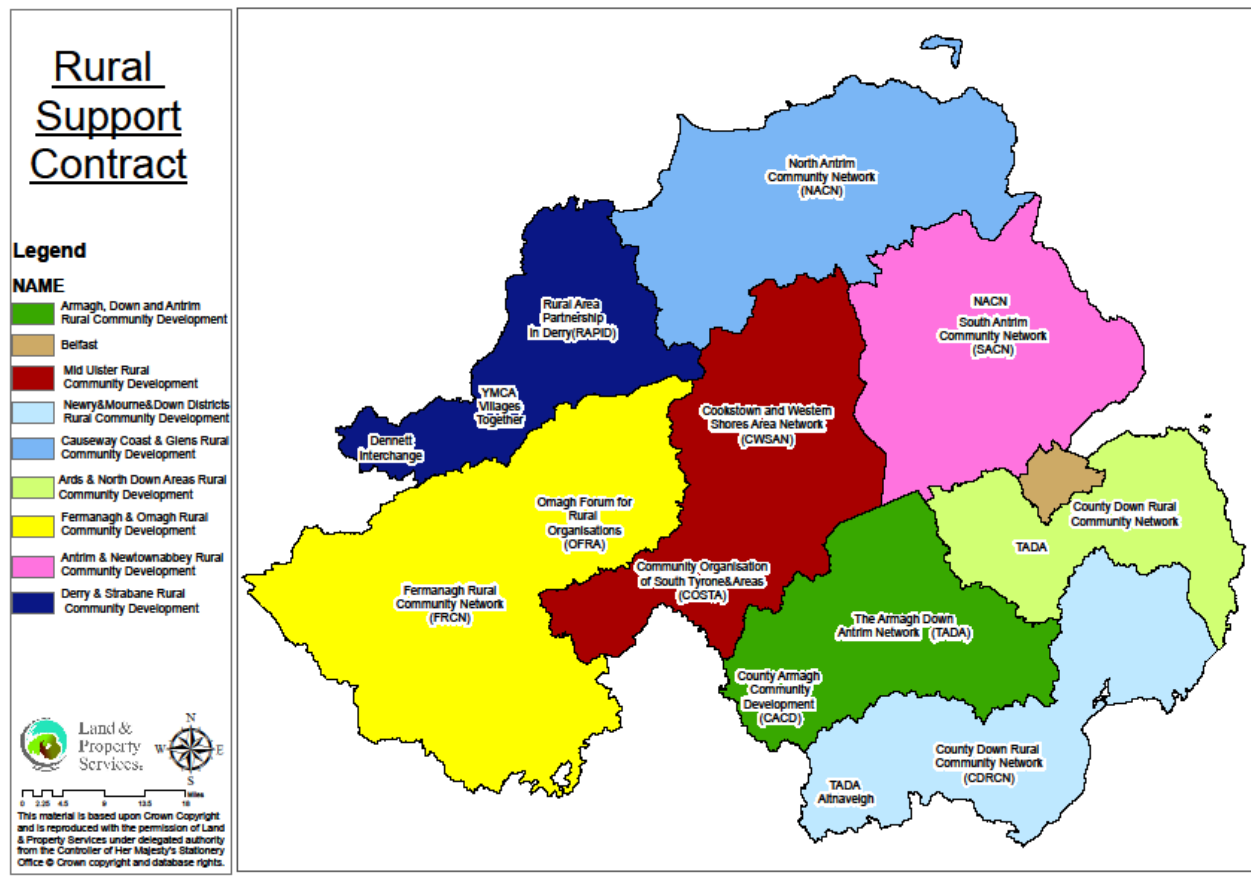 Rural
Support
Contract
Legend
NAME
Armagh, Down and Antrim
Rural Community Development
Belfast
Mid Ulster Rural
Community Development
Newry&Mourne&Down Districts
Rural Community Development
Causeway Coast & Glens Rural
Community Development
Ards & North Down Areas Rural
Community Development
Fermanagh & Omagh Rural
Community Development
Antrim & Newtownabbey Rural
Community Development
Derry & Strabane Rural
Community Development
Land &
Property
Services.
N
W E
S
Miles
0 2.25 4.5 9 13.5 18
This material is based upon Crown Copyright
and is reproduced with the permission of Land
& Property Services under delegated authority
from the Controller of Her Majesty's Stationery
Office © Crown copyright and database rights.
North Antrim
Community Network
(NACN)
NACN
South Antrim
Community Network
(SACN)
Rural Area
Partnership
in Derry(RAPID)
YMCA
Villages
Together
Dennett
Interchange
Cookstown and Western
Shores Area Network
(CWSAN)
Omagh Forum for
Rural
Organisations
(OFRA)
County Down Rural
Community Network
TADA
Community Organisation
of South Tyrone&Areas
(COSTA)
Fermanagh Rural
Community Network
(FRCN)
The Armagh Down
Antrim Network (TADA)
County Armagh
Community
Development
(CACD)
County Down Rural
Community Network
(CDRCN)
TADA
Altnaveigh